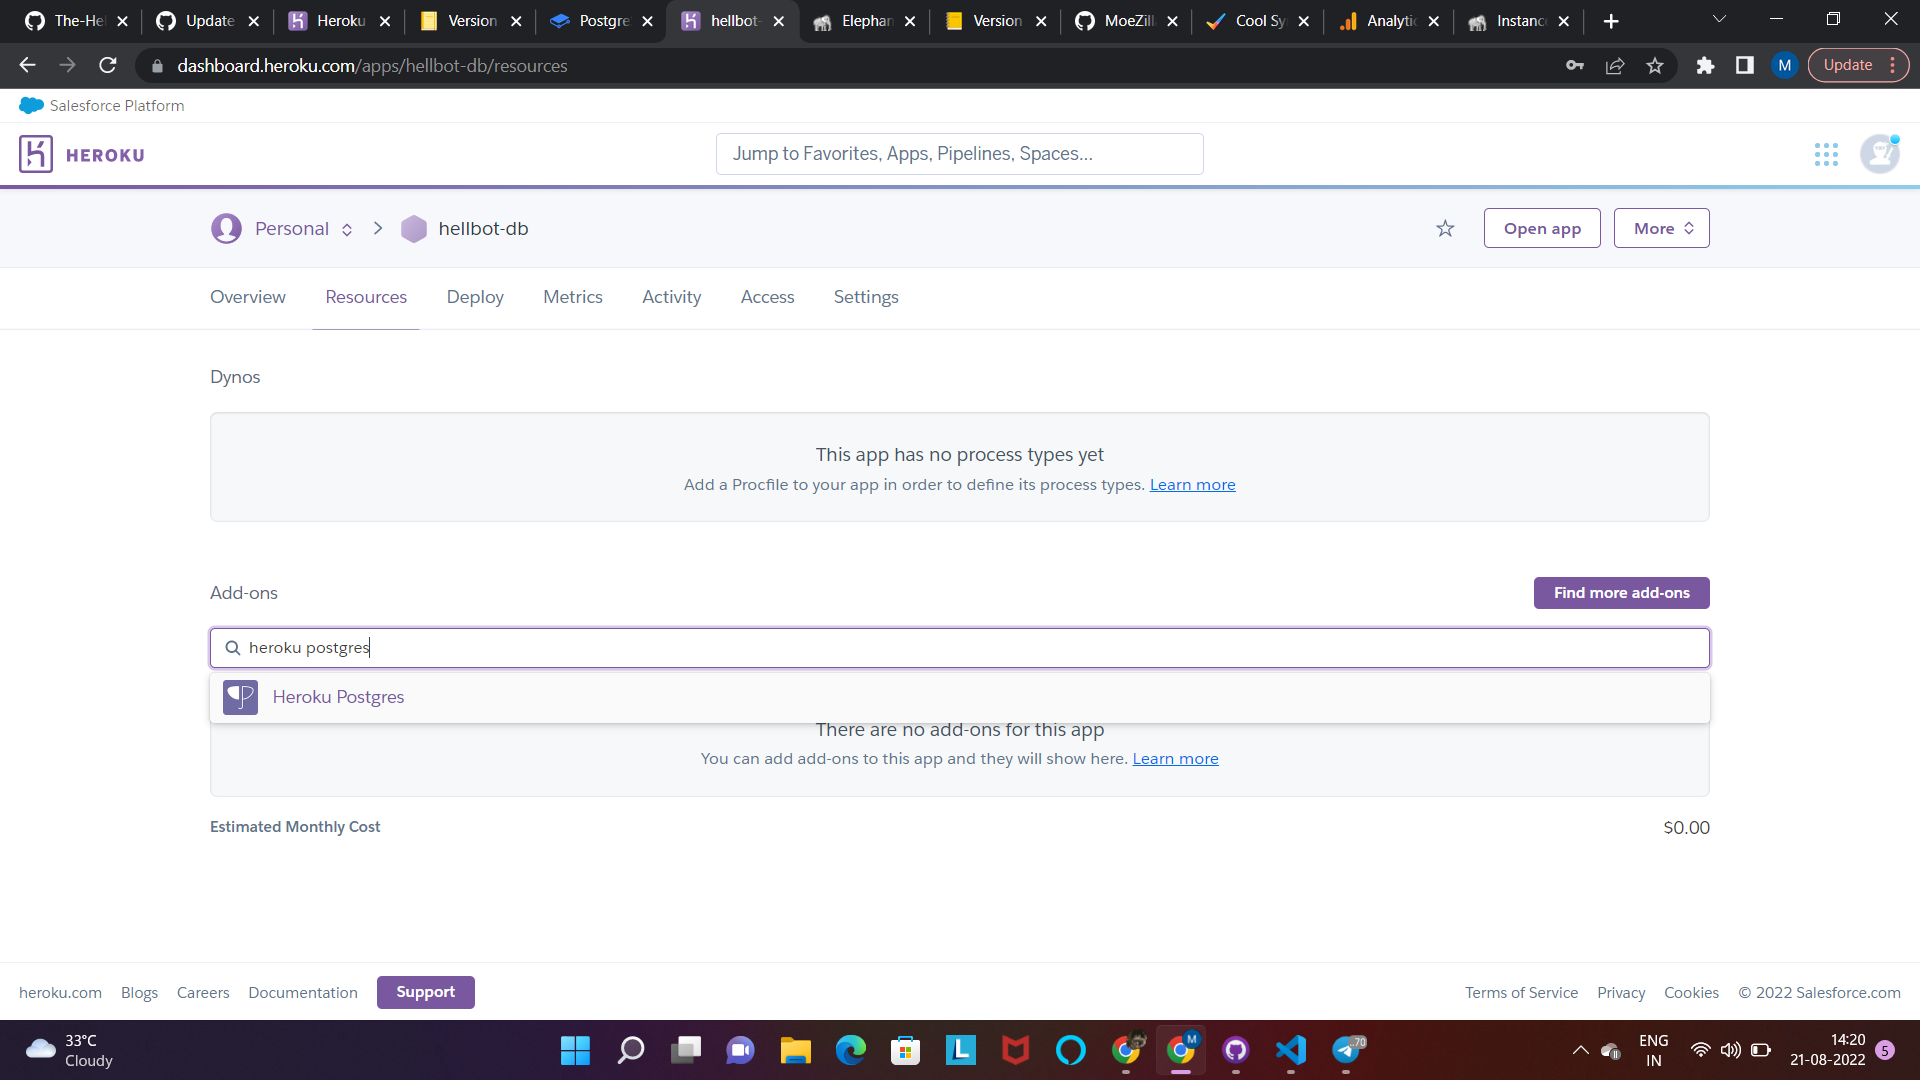 The-Hel
Update
Heroku
Version
Postgre
hellbot-
Elephan
Version
MoeZill
Cool Sy
Analytic
Instanc
dashboard.heroku.com/apps/hellbot-db/resources
M
Update
Salesforce Platform
HEROKU
Jump to Favorites, Apps, Pipelines, Spaces...
Personal
hellbot-db
Open app
More
Overview
Resources
Deploy
Metrics
Activity
Access
Settings
Dynos
This app has no process types yet
Add a Procfile to your app in order to define its process types. Learn more
Add-ons
Find more add-ons
heroku postgres
Heroku Postgres
There are no add-ons for this app
You can add add-ons to this app and they will show here. Learn more
Estimated Monthly Cost
$0.00
heroku.com
Blogs
Careers
Documentation
Support
Terms of Service
Privacy
Cookies
© 2022 Salesforce.com
33°C
Cloudy
L
M
..70
ENG
IN
14:20
21-08-2022
5